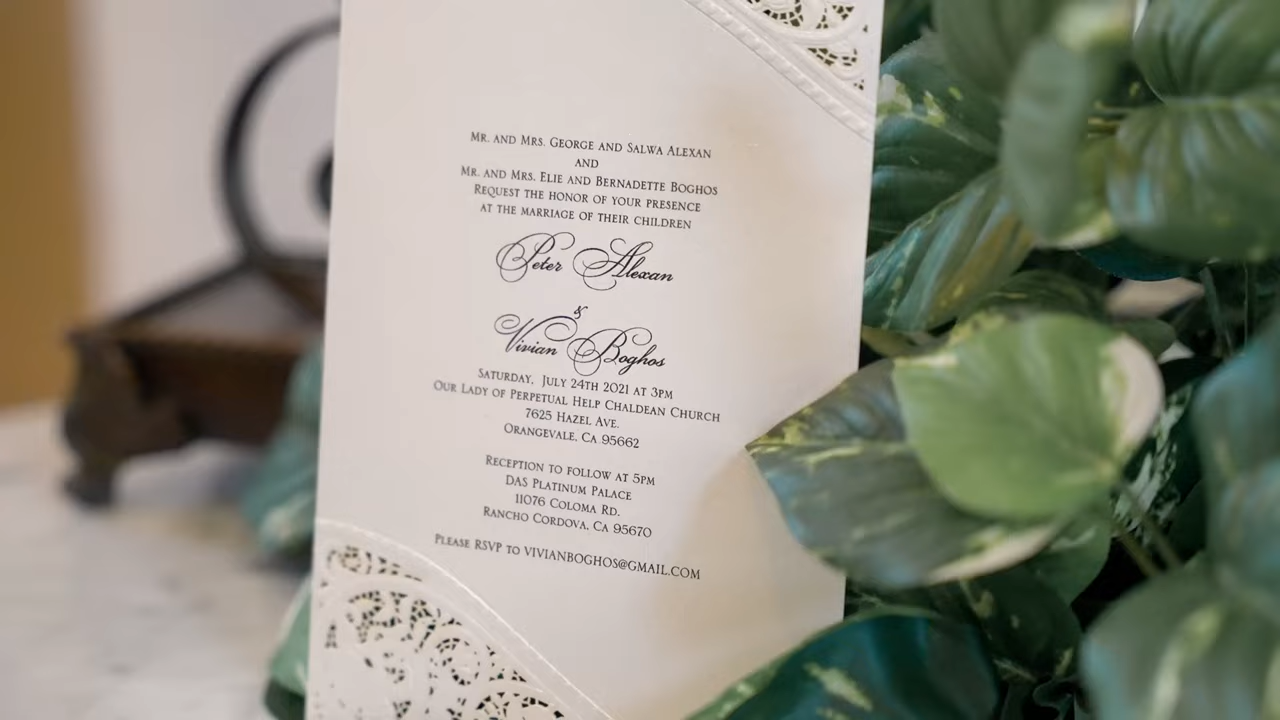 Mr. and Mrs. George and Salwa Alexan
and
Mr. and Mrs. Elie and Bernadette Boghos
Request the honor of your presence
at the marriage of their children
Peter Alexan
&
Vivian Boghos
Saturday, July 24th 2021 at 3pm
Our Lady of Perpetual Help Chaldean Church
7625 Hazel Ave.
Orangevale, CA 95662
Reception to follow at 5pm
DAS Platinum Palace
11076 Coloma Rd.
Rancho Cordova, CA 95670
Please RSVP to vivianboghos@gmail.com